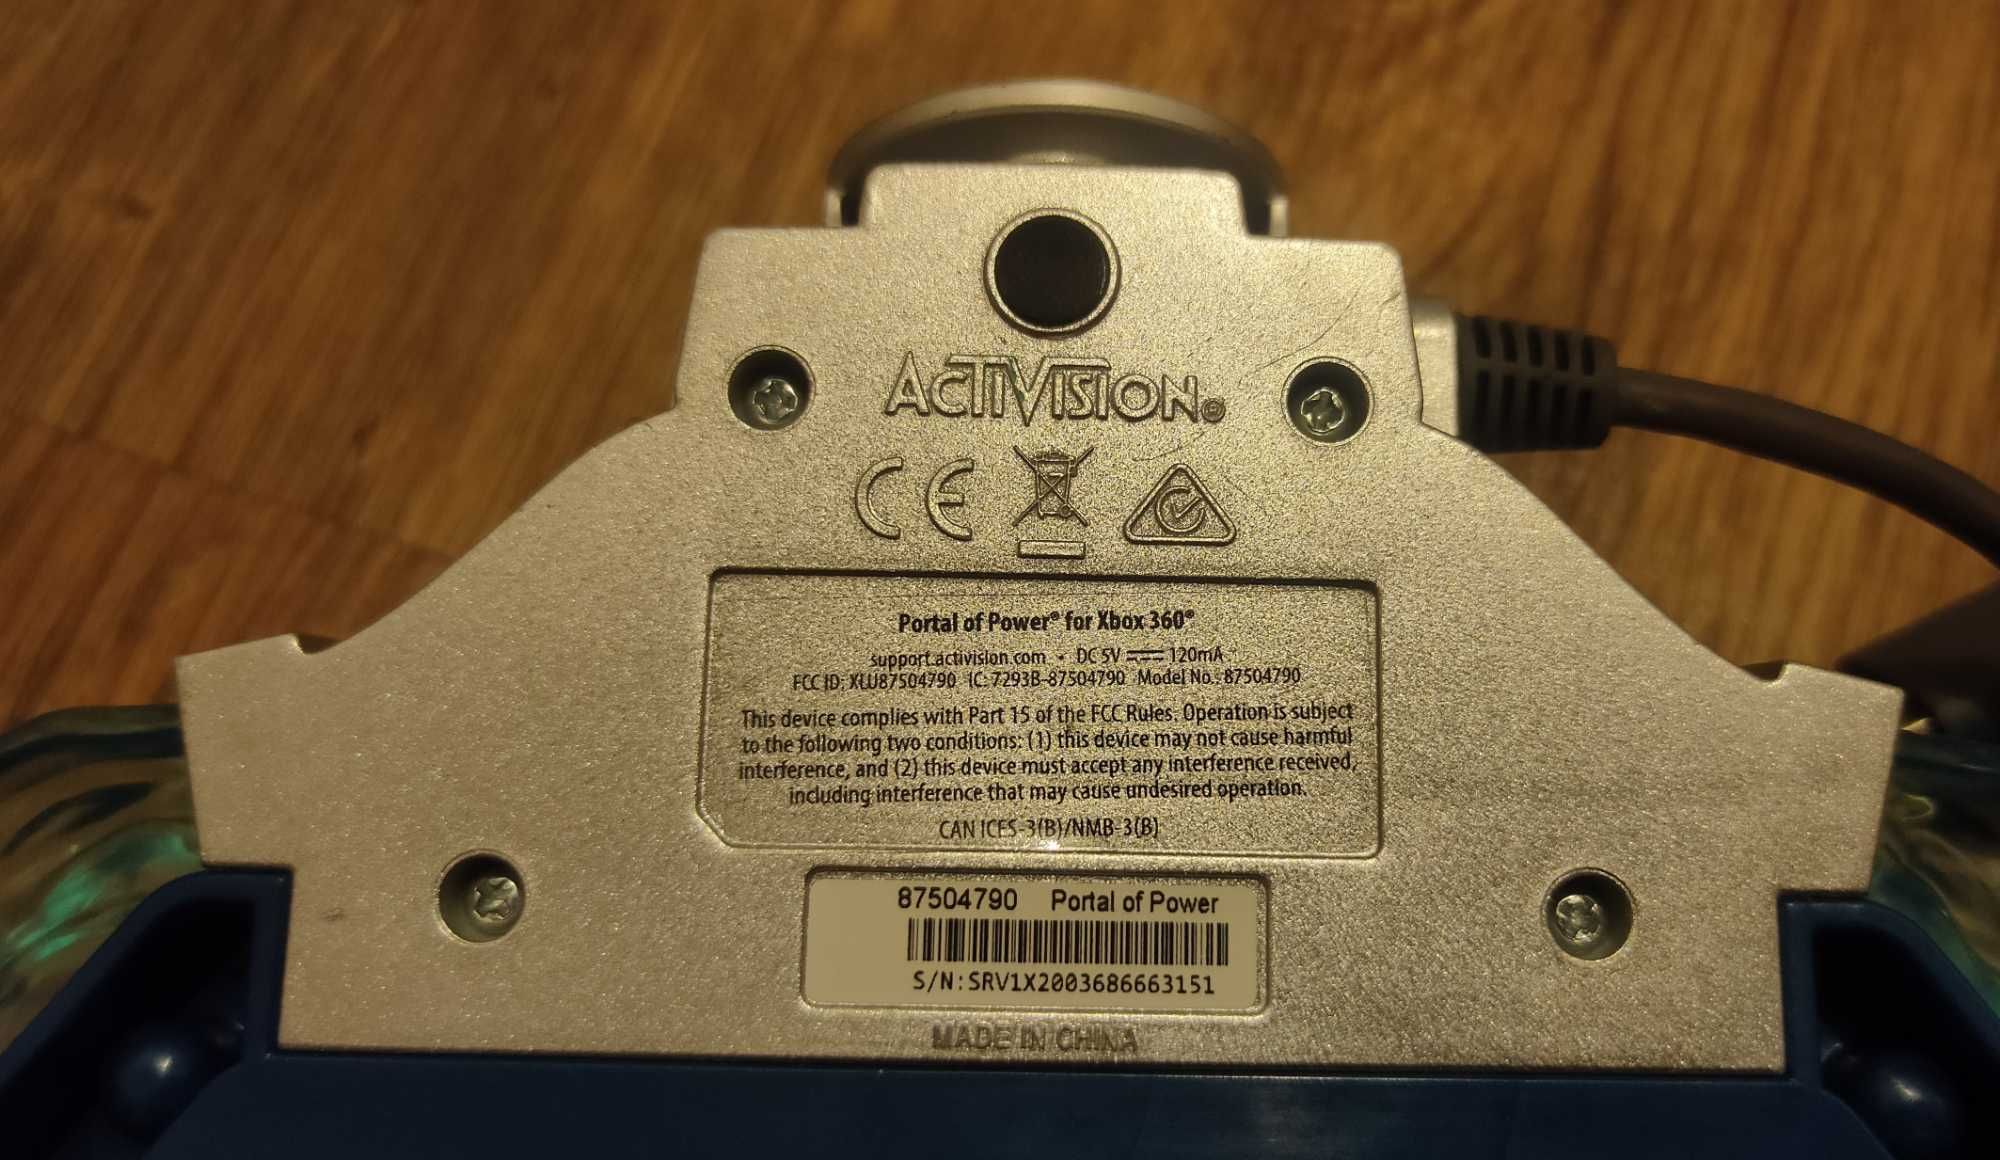 ACTIVISION®
CE
Portal of Power® for Xbox 360®
support.activision.com • DC 5V ⎓ 120mA
FCC ID: XLU87504790 IC: 7293B-87504790 Model No.: 87504790
This device complies with Part 15 of the FCC Rules. Operation is subject
to the following two conditions: (1) this device may not cause harmful
interference, and (2) this device must accept any interference received,
including interference that may cause undesired operation.
CAN ICES-3(B)/NMB-3(B)
87504790 Portal of Power
S/N:SRV1X2003686663151
MADE IN CHINA